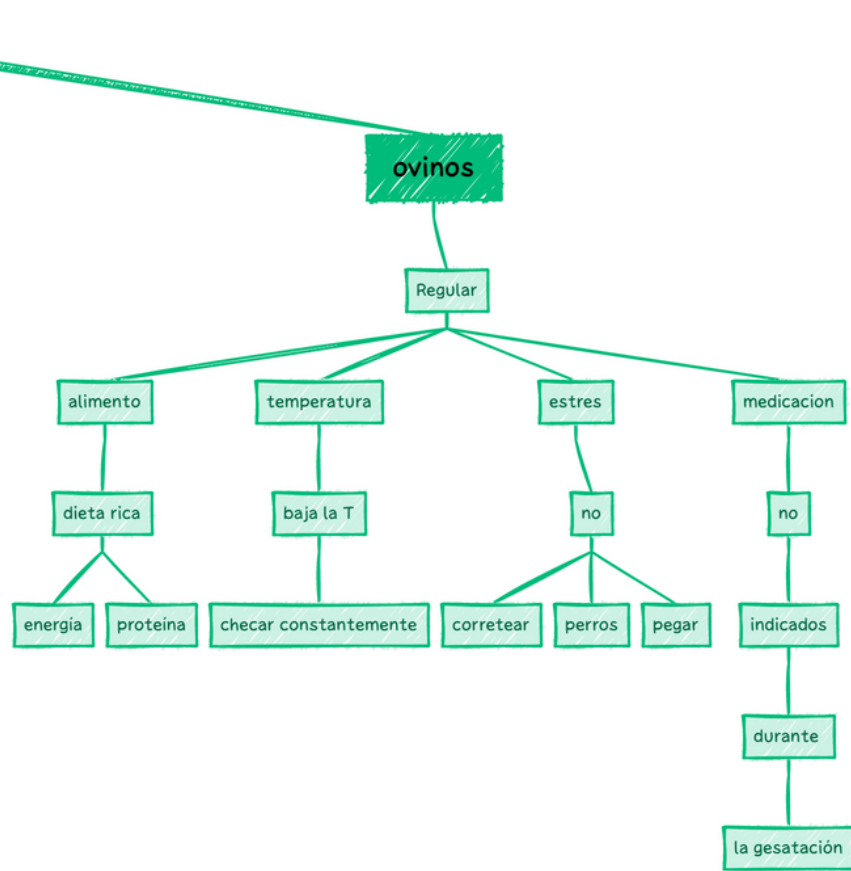 ovinos
Regular
alimento
temperatura
estres
medicacion
dieta rica
baja la T
no
no
energía
proteína
checar constantemente
corretear
perros
pegar
indicados
durante
la gesatación